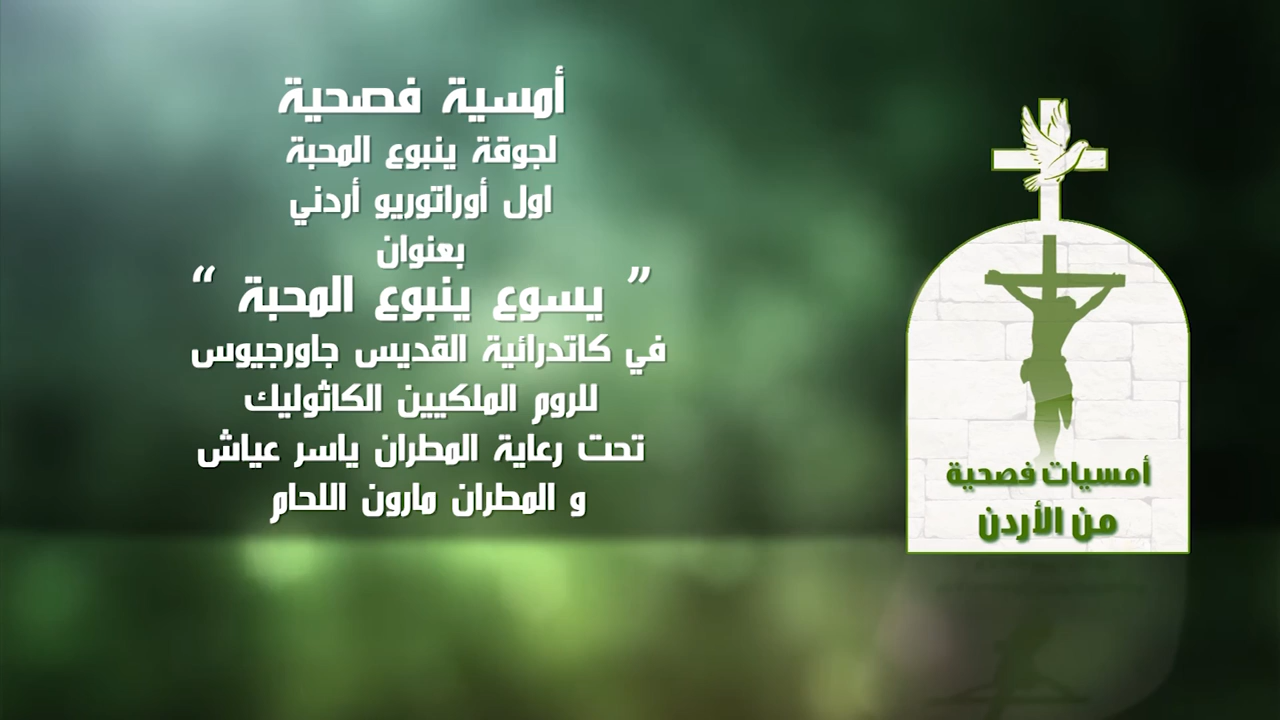 أمسية فصحية
لجوقة ينبوع المحبة
اول أوراتوريو أردني
بعنوان
” يسوع ينبوع المحبة “
في كاتدرائية القديس جاورجيوس
للروم الملكيين الكاثوليك
تحت رعاية المطران ياسر عياش
و المطران مارون اللحام
أمسيات فصحية
من الأردن